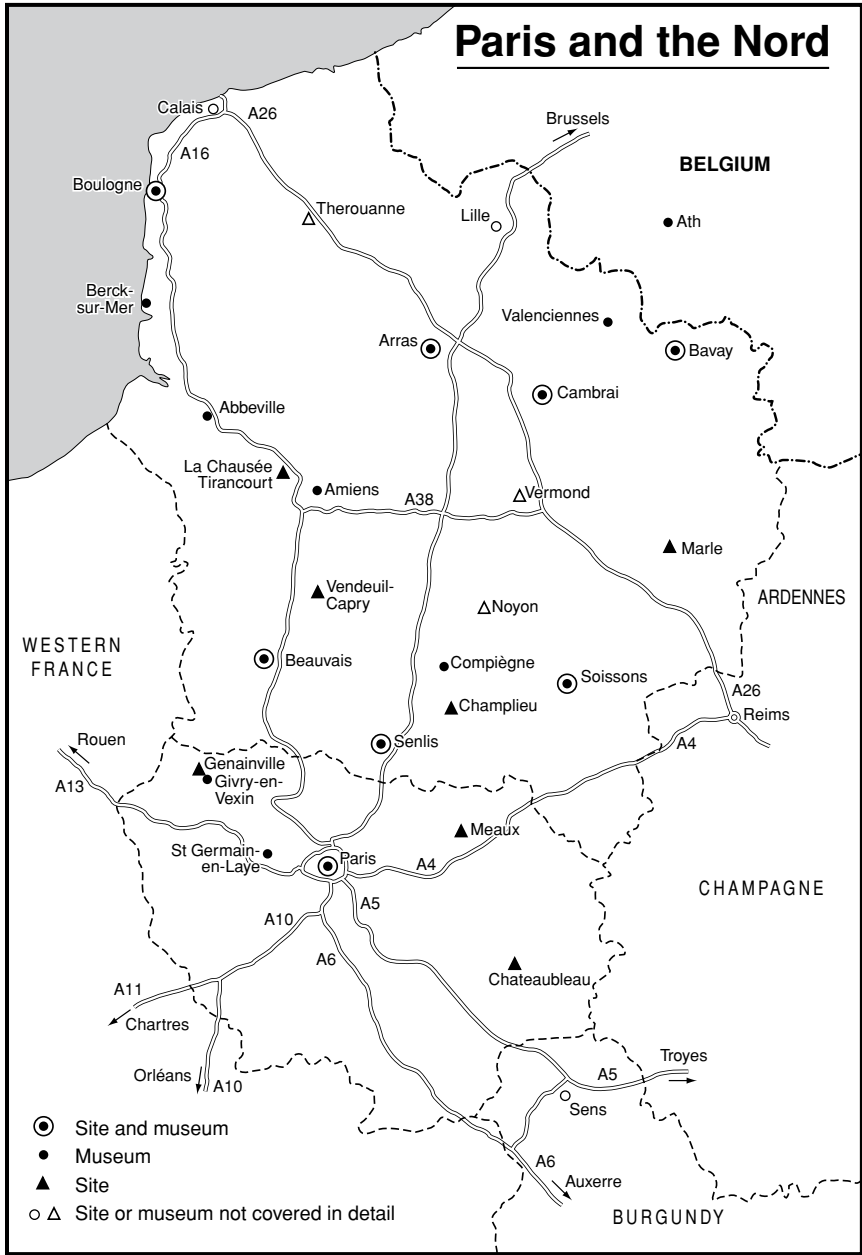 Paris and the Nord
Calais
A26
Brussels
A16
BELGIUM
Boulogne
Therouanne
Lille
Ath
Berck-
sur-Mer
Valenciennes
Arras
Bavay
Cambrai
Abbeville
La Chausée
Tirancourt
Amiens
A38
Vermond
Marle
Vendeuil-
Capry
Noyon
ARDENNES
WESTERN
FRANCE
Beauvais
Compiègne
Soissons
Champlieu
A26
Reims
Rouen
Senlis
A4
Genainville
A13
Givry-en-
Vexin
Meaux
St Germain-
en-Laye
Paris
A4
CHAMPAGNE
A5
A10
A6
Chateaubleau
A11
Chartres
Troyes
Orléans
A10
A5
Sens
Site and museum
Museum
A6
Auxerre
Site
Site or museum not covered in detail
BURGUNDY